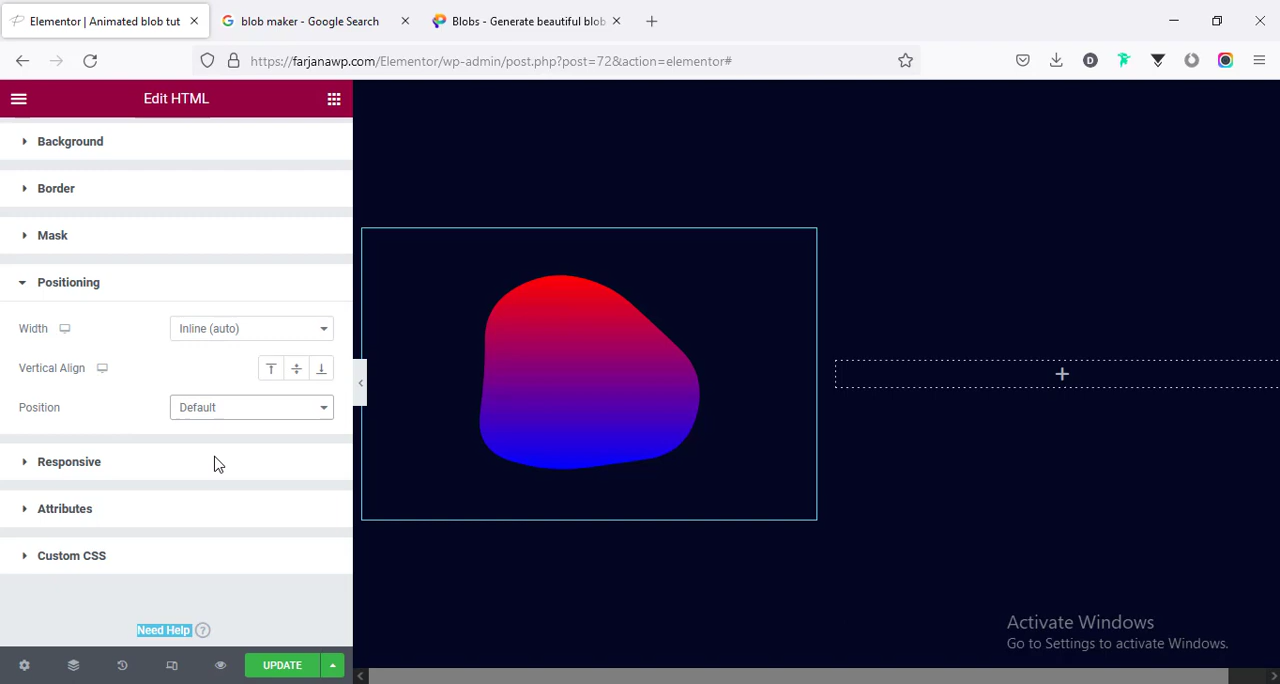 Elementor | Animated blob tut
blob maker - Google Search
Blobs - Generate beautiful blob
https://farjanawp.com/Elementor/wp-admin/post.php?post=72&action=elementor#
D
Edit HTML
Background
Border
Mask
Positioning
Width
Inline (auto)
Vertical Align
Position
Default
Responsive
Attributes
Custom CSS
Need Help ?
UPDATE
Activate Windows
Go to Settings to activate Windows.